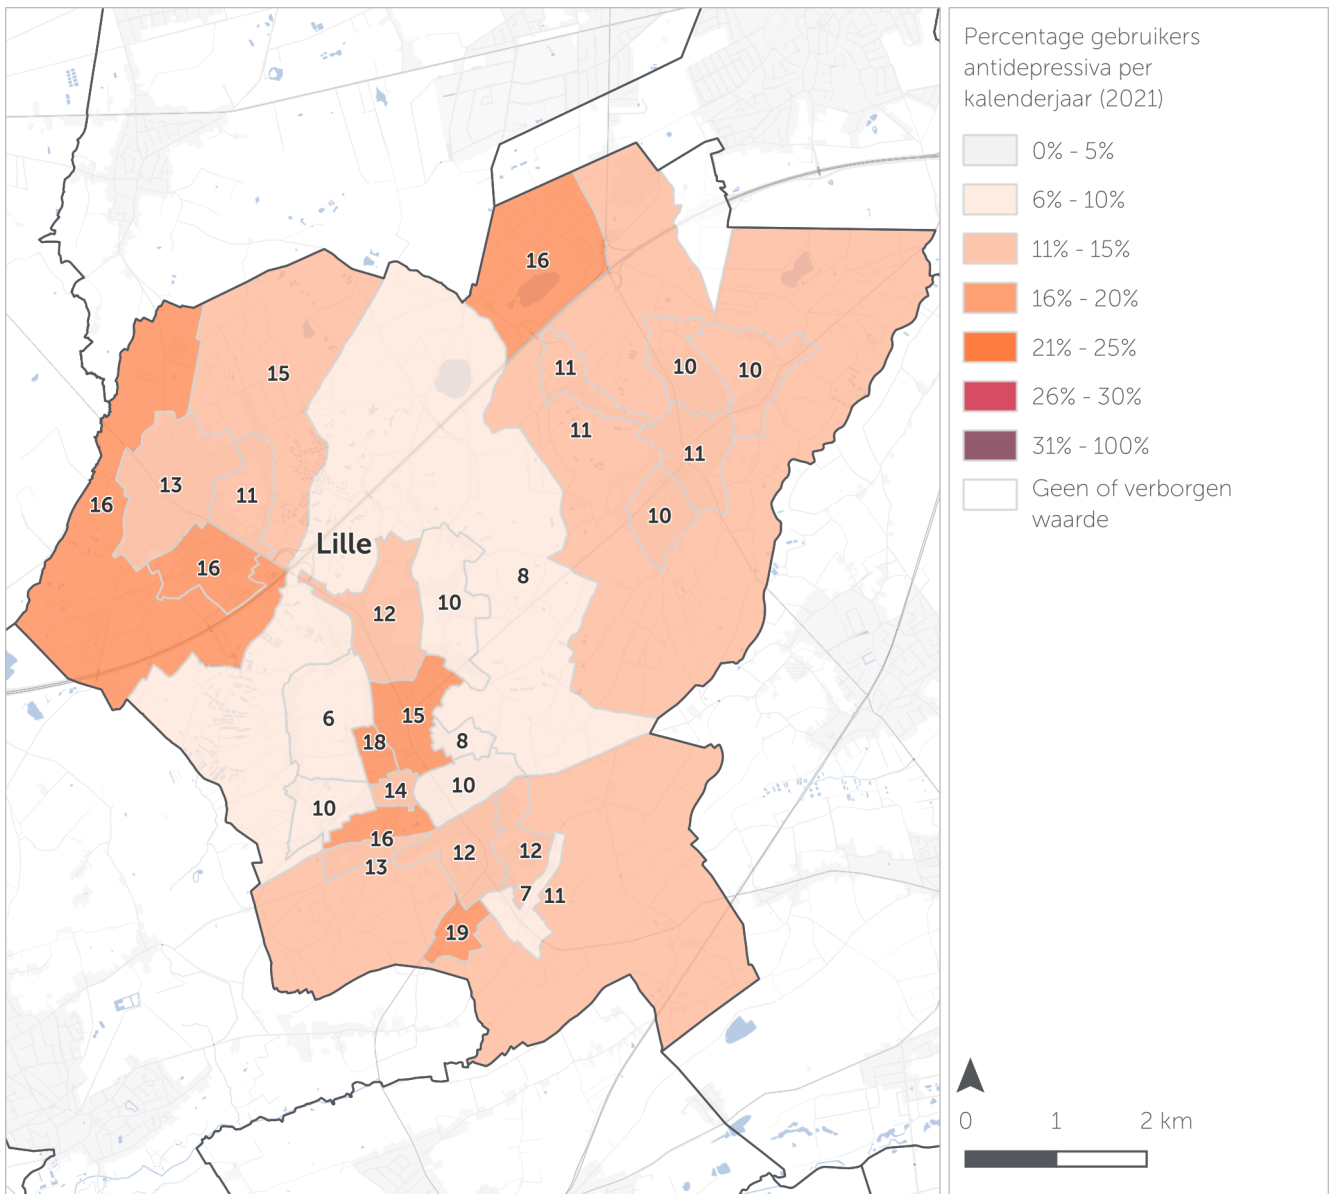 16
15
11
10
10
11
11
13
11
16
10
Lille
16
8
10
12
6
15
18
8
10
14
10
16
12
12
13
7
11
19
Percentage gebruikers
antidepressiva per
kalenderjaar (2021)
0% - 5%
6% - 10%
11% - 15%
16% - 20%
21% - 25%
26% - 30%
31% - 100%
Geen of verborgen
waarde
0 1 2 km